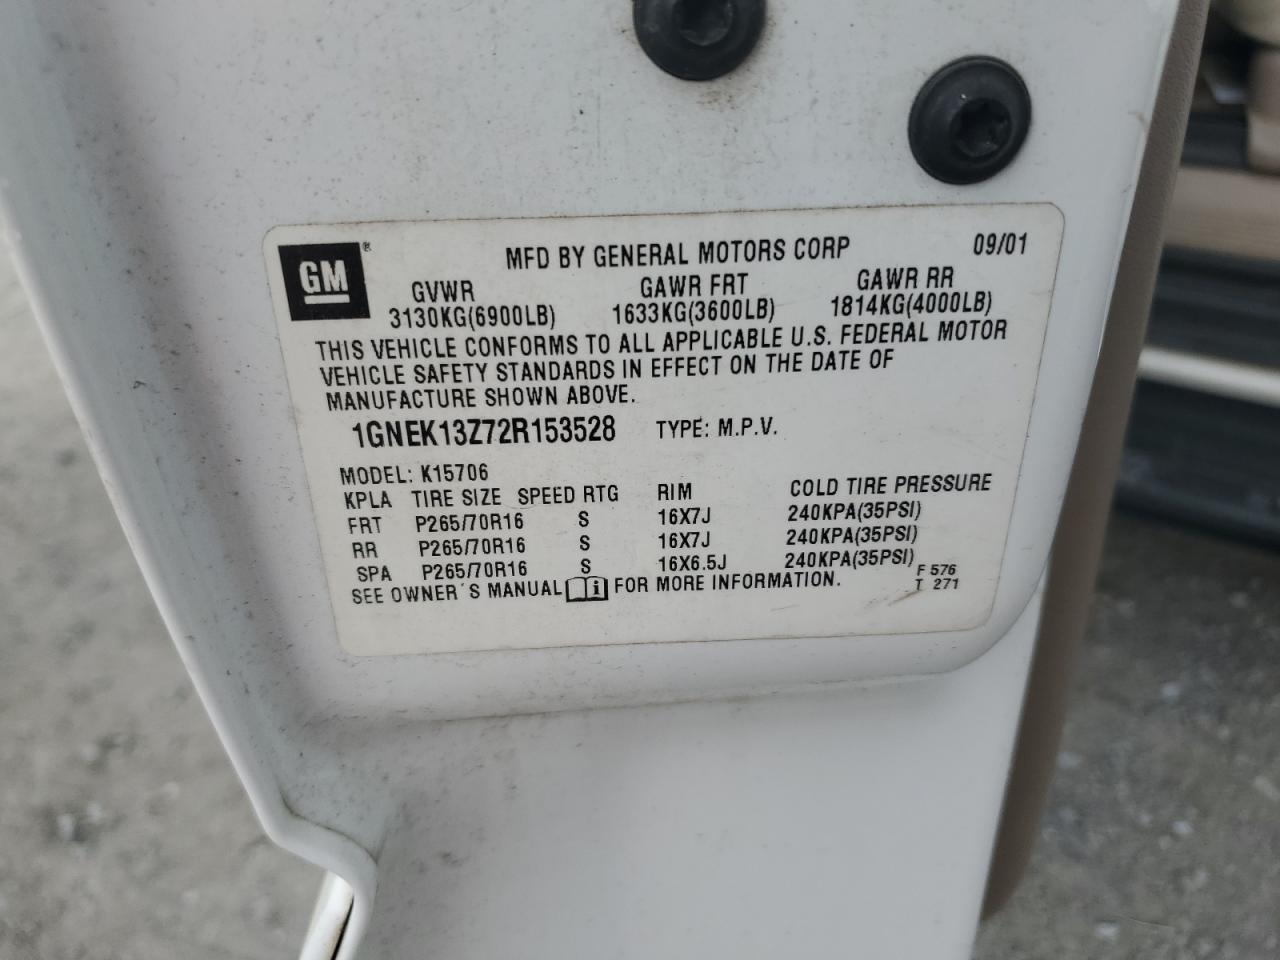 GM ®
MFD BY GENERAL MOTORS CORP 09/01
GVWR GAWR FRT GAWR RR
3130KG(6900LB) 1633KG(3600LB) 1814KG(4000LB)
THIS VEHICLE CONFORMS TO ALL APPLICABLE U.S. FEDERAL MOTOR
VEHICLE SAFETY STANDARDS IN EFFECT ON THE DATE OF
MANUFACTURE SHOWN ABOVE.
1GNEK13Z72R153528 TYPE: M.P.V.
MODEL: K15706
KPLA TIRE SIZE SPEED RTG RIM COLD TIRE PRESSURE
FRT P265/70R16 S 16X7J 240KPA(35PSI)
RR P265/70R16 S 16X7J 240KPA(35PSI)
SPA P265/70R16 S 16X6.5J 240KPA(35PSI)
SEE OWNER'S MANUAL i FOR MORE INFORMATION.
F 576
T 271